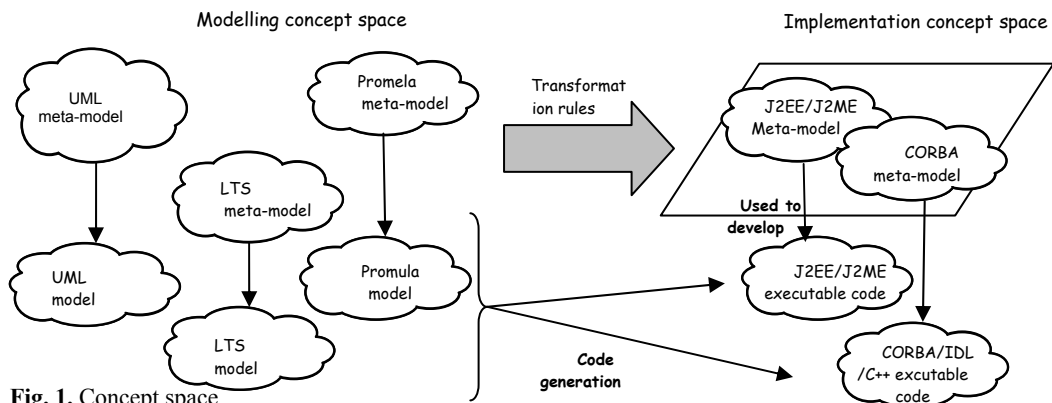 Modelling concept space
Implementation concept space
UML
meta-model
Promela
meta-model
Transformat
ion rules
J2EE/J2ME
Meta-model
CORBA
meta-model
LTS
meta-model
Used to
develop
UML
model
Promula
model
J2EE/J2ME
executable code
LTS
model
Code
generation
CORBA/IDL
/C++ excutable
code
Fig. 1. Concept space